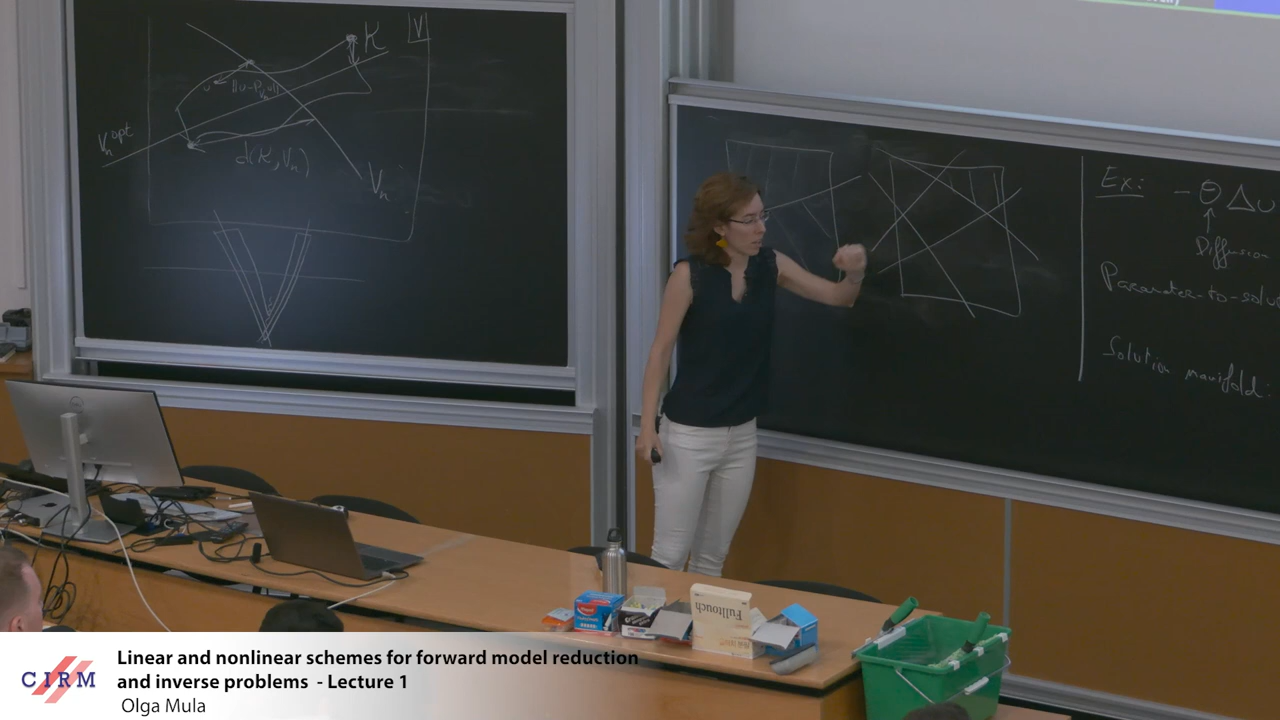 K
V
‖u-P_{V_n}u‖
V_n^{opt}
d(K, V_n)
V_n
Ex: - Θ Δu
↑
Diffusion
Parameter-to-solu
Solution manifold:
Fulltouch
CIRM
Linear and nonlinear schemes for forward model reduction
and inverse problems - Lecture 1
Olga Mula